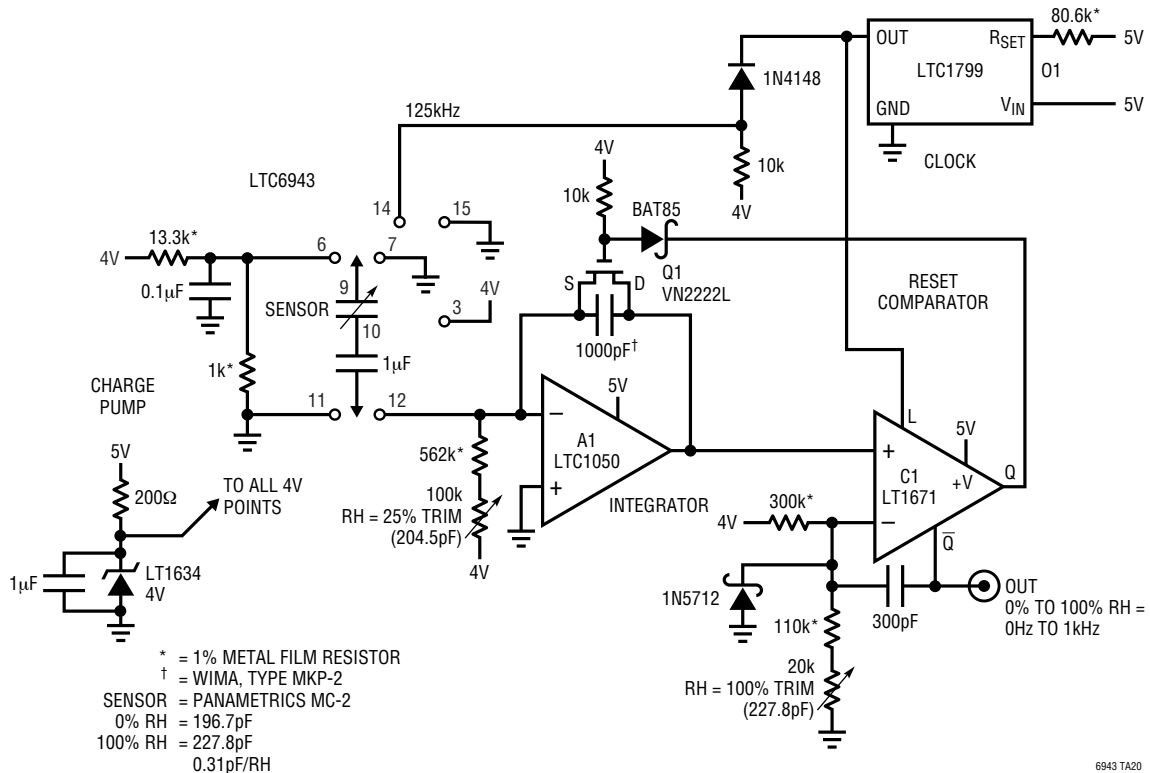 80.6k*
OUT
RSET
5V
1N4148
LTC1799
O1
125kHz
GND
VIN
5V
4V
CLOCK
LTC6943
10k
10k
14
15
BAT85
4V
13.3k*
4V
6
7
S
D
Q1
VN2222L
RESET
COMPARATOR
0.1µF
9
SENSOR
4V
10
3
1000pF†
1k*
1µF
CHARGE
PUMP
11
12
5V
L
5V
5V
562k*
–
A1
LTC1050
+
+
C1
LT1671
+V
Q
200Ω
TO ALL 4V
POINTS
100k
RH = 25% TRIM
(204.5pF)
INTEGRATOR
300k*
4V
–
Q̅
4V
1µF
LT1634
4V
1N5712
OUT
0% TO 100% RH =
0Hz TO 1kHz
300pF
110k*
* = 1% METAL FILM RESISTOR
† = WIMA, TYPE MKP-2
SENSOR = PANAMETRICS MC-2
0% RH = 196.7pF
100% RH = 227.8pF
0.31pF/RH
20k
RH = 100% TRIM
(227.8pF)
6943 TA20